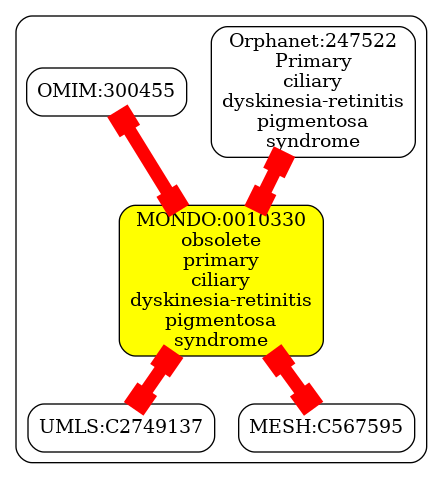 OMIM:300455
Orphanet:247522
Primary
ciliary
dyskinesia-retinitis
pigmentosa
syndrome
MONDO:0010330
obsolete
primary
ciliary
dyskinesia-retinitis
pigmentosa
syndrome
UMLS:C2749137
MESH:C567595